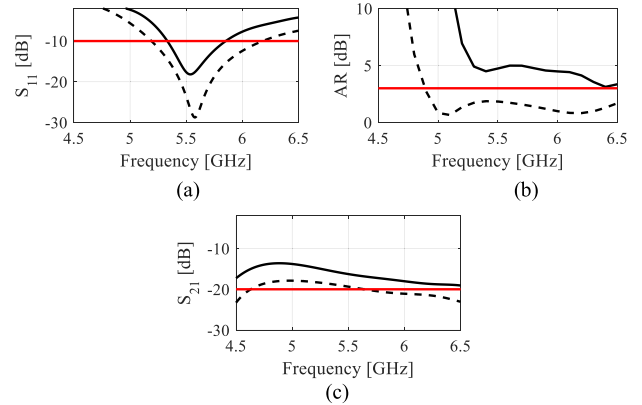 -10
-20
-30
4.5 5 5.5 6 6.5
S11 [dB]
Frequency [GHz]
(a)
10
5
0
4.5 5 5.5 6 6.5
AR [dB]
Frequency [GHz]
(b)
-10
-20
-30
4.5 5 5.5 6 6.5
S21 [dB]
Frequency [GHz]
(c)